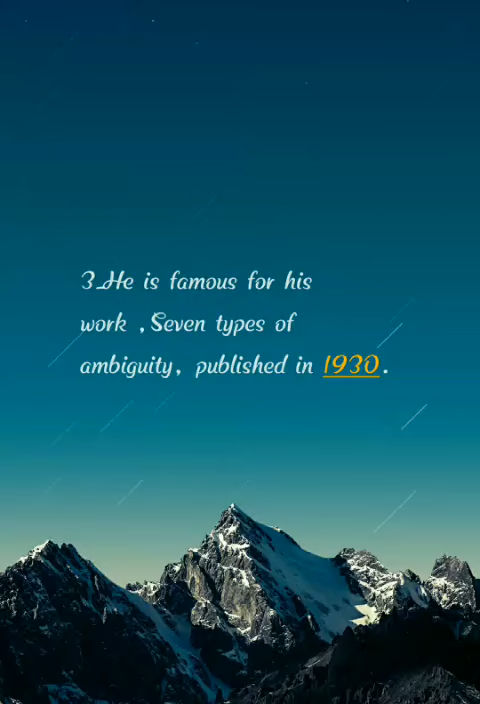 3.He is famous for his
work ,Seven types of
ambiguity, published in 1930.